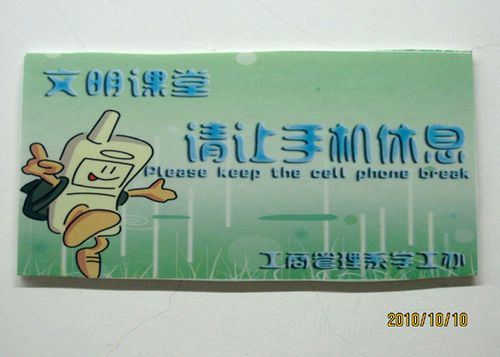 文明课堂
请让手机休息
Please keep the cell phone break
工商管理系学工办
2010/10/10